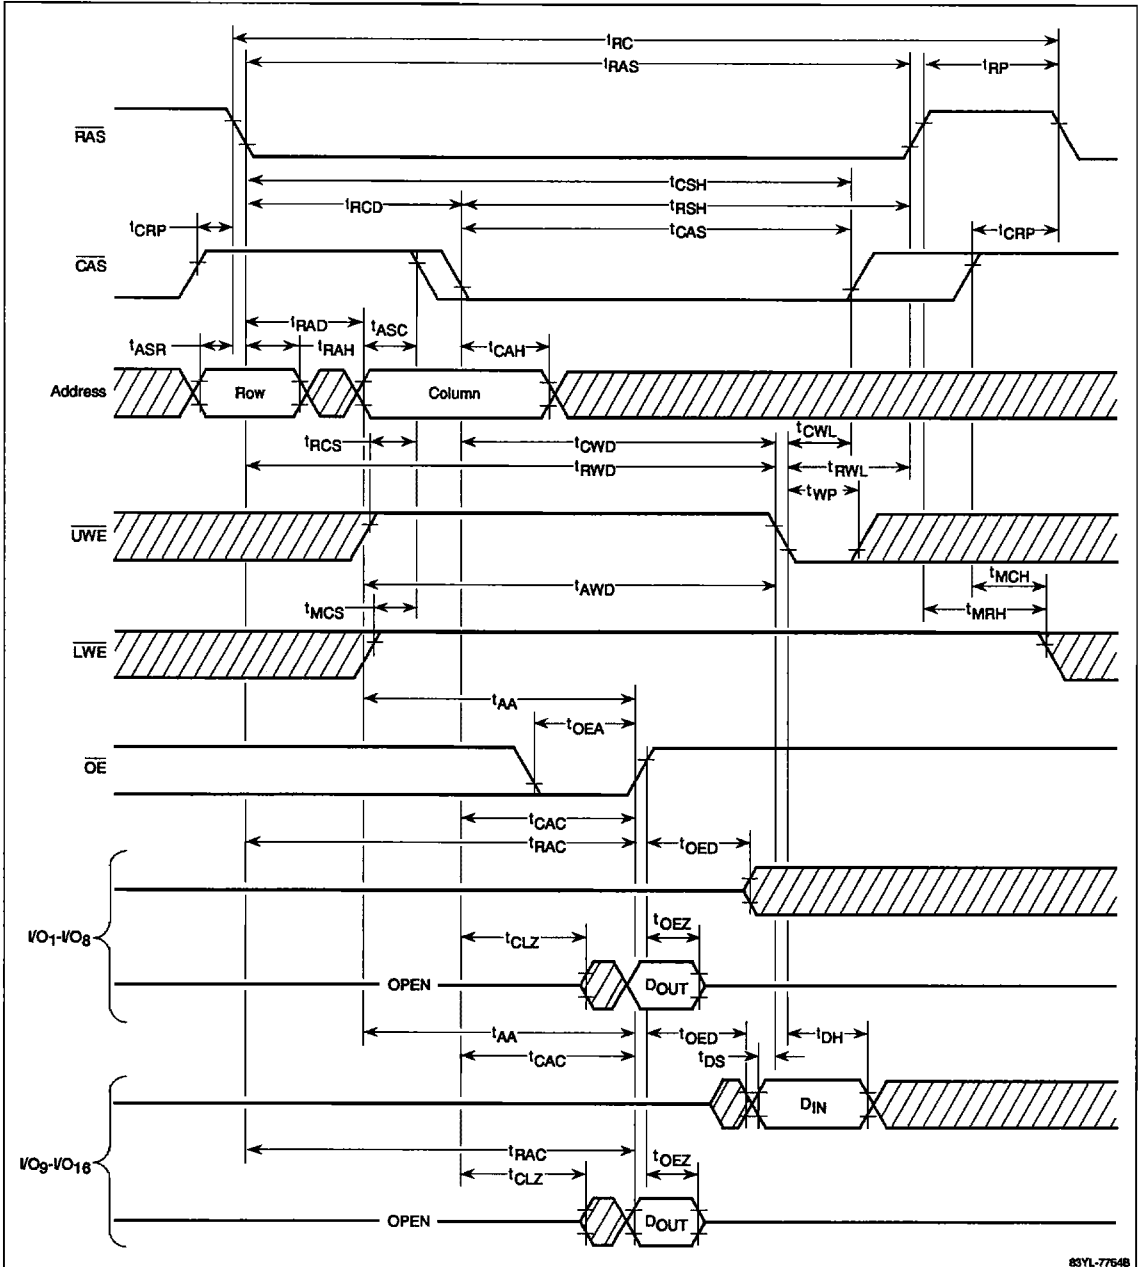 tRC
tRAS
tRP
RAS
tCSH
tRCD
tRSH
tCRP
tCAS
tCRP
CAS
tRAD
tASC
tASR
tRAH
tCAH
Address
Row
Column
tRCS
tCWD
tCWL
tRWD
tRWL
tWP
UWE
tAWD
tMCH
tMCS
tMRH
LWE
tAA
tOEA
OE
tCAC
tRAC
tOED
I/O1-I/O8
tCLZ
tOEZ
OPEN
DOUT
tAA
tOED
tDH
tCAC
tDS
DIN
tRAC
I/O9-I/O16
tCLZ
tOEZ
OPEN
DOUT
83YL-7764B